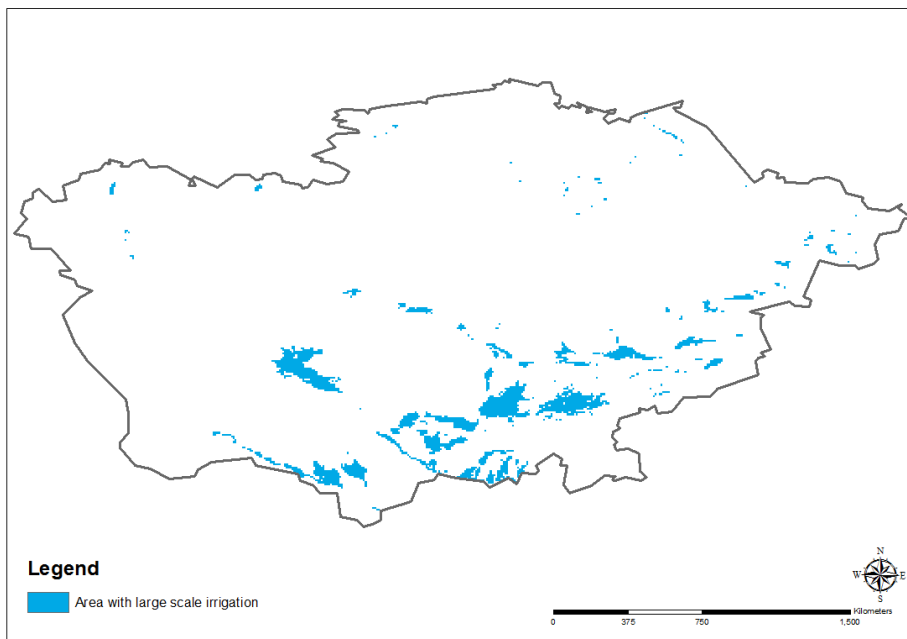 Legend
Area with large scale irrigation
N
W E
S
Kilometers
0 375 750 1,500